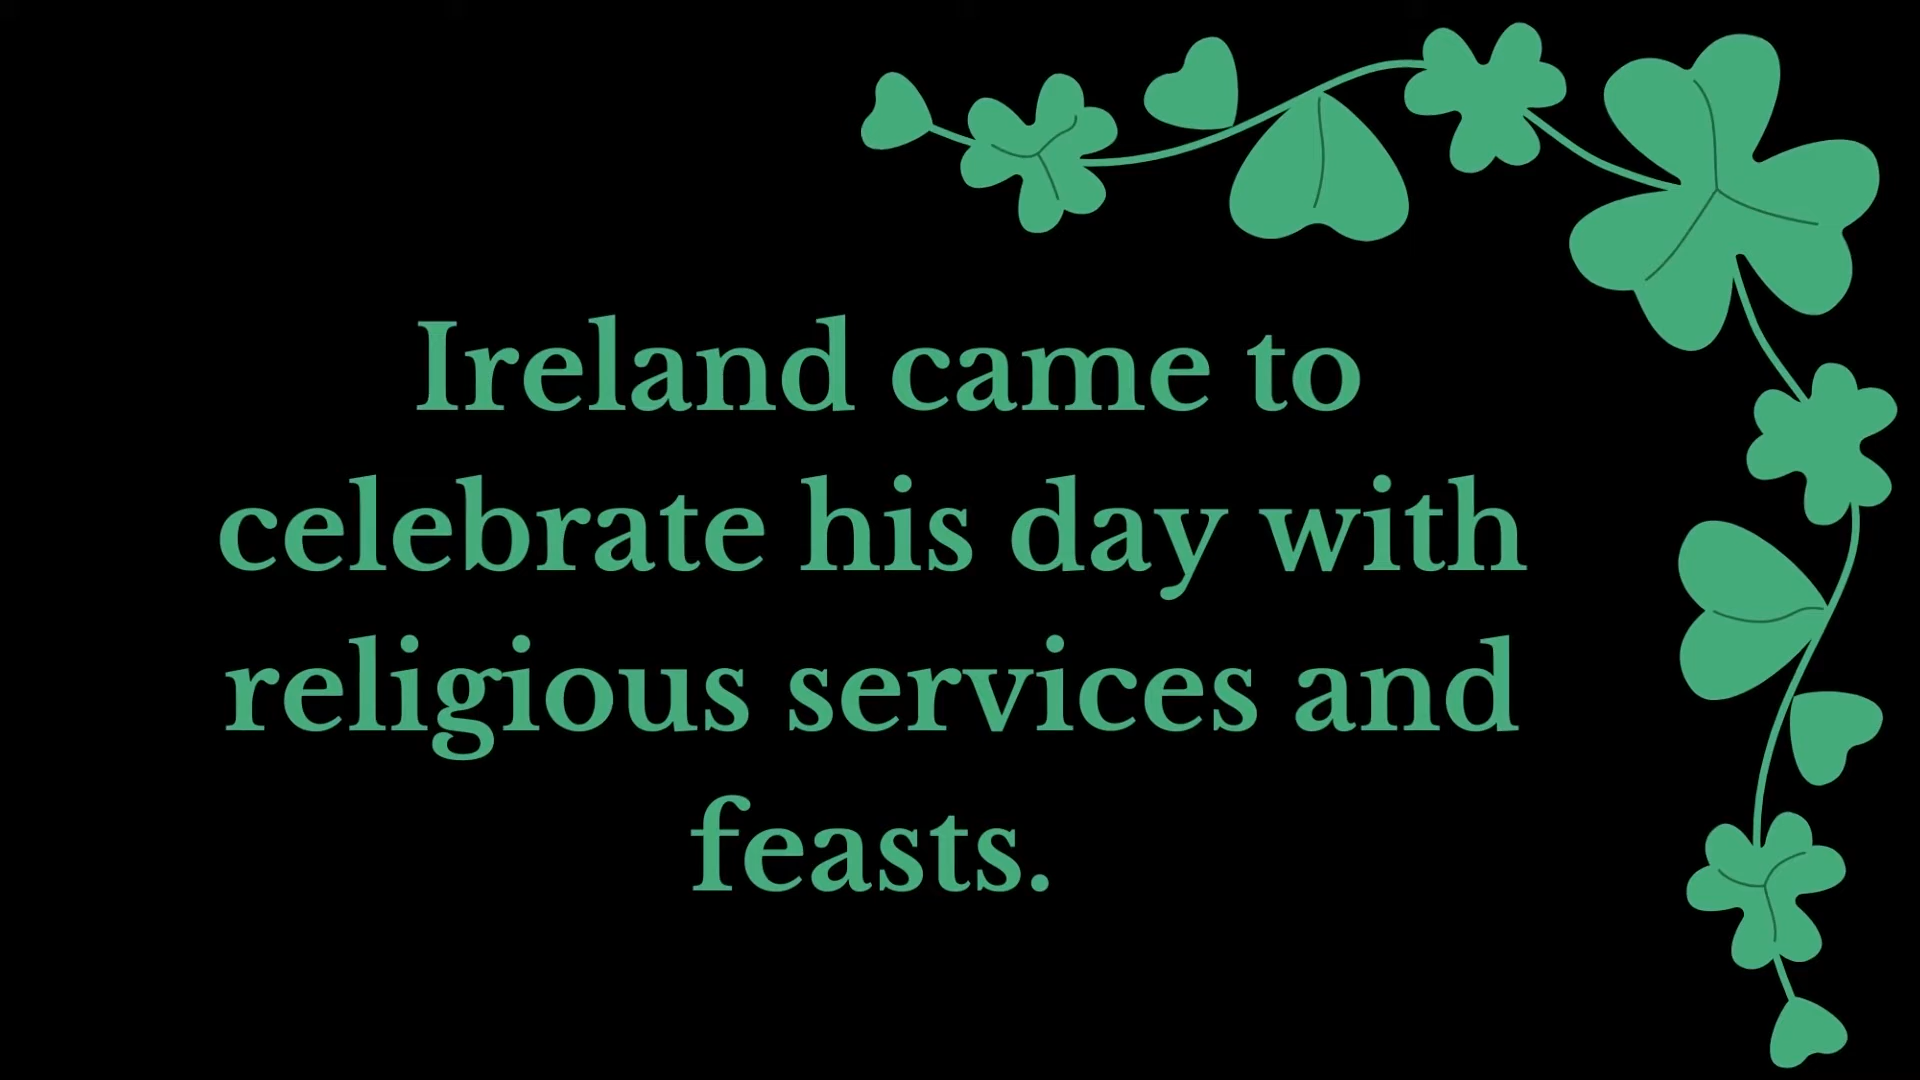 Ireland came to
celebrate his day with
religious services and
feasts.